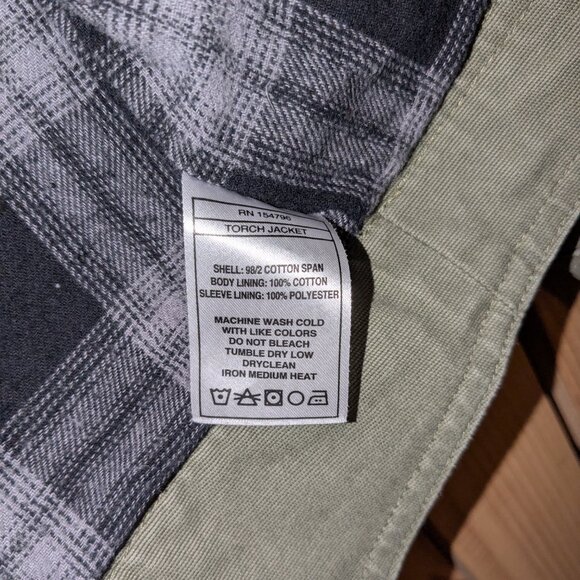 RN 154796
TORCH JACKET
SHELL: 98/2 COTTON SPAN
BODY LINING: 100% COTTON
SLEEVE LINING: 100% POLYESTER
MACHINE WASH COLD
WITH LIKE COLORS
DO NOT BLEACH
TUMBLE DRY LOW
DRYCLEAN
IRON MEDIUM HEAT